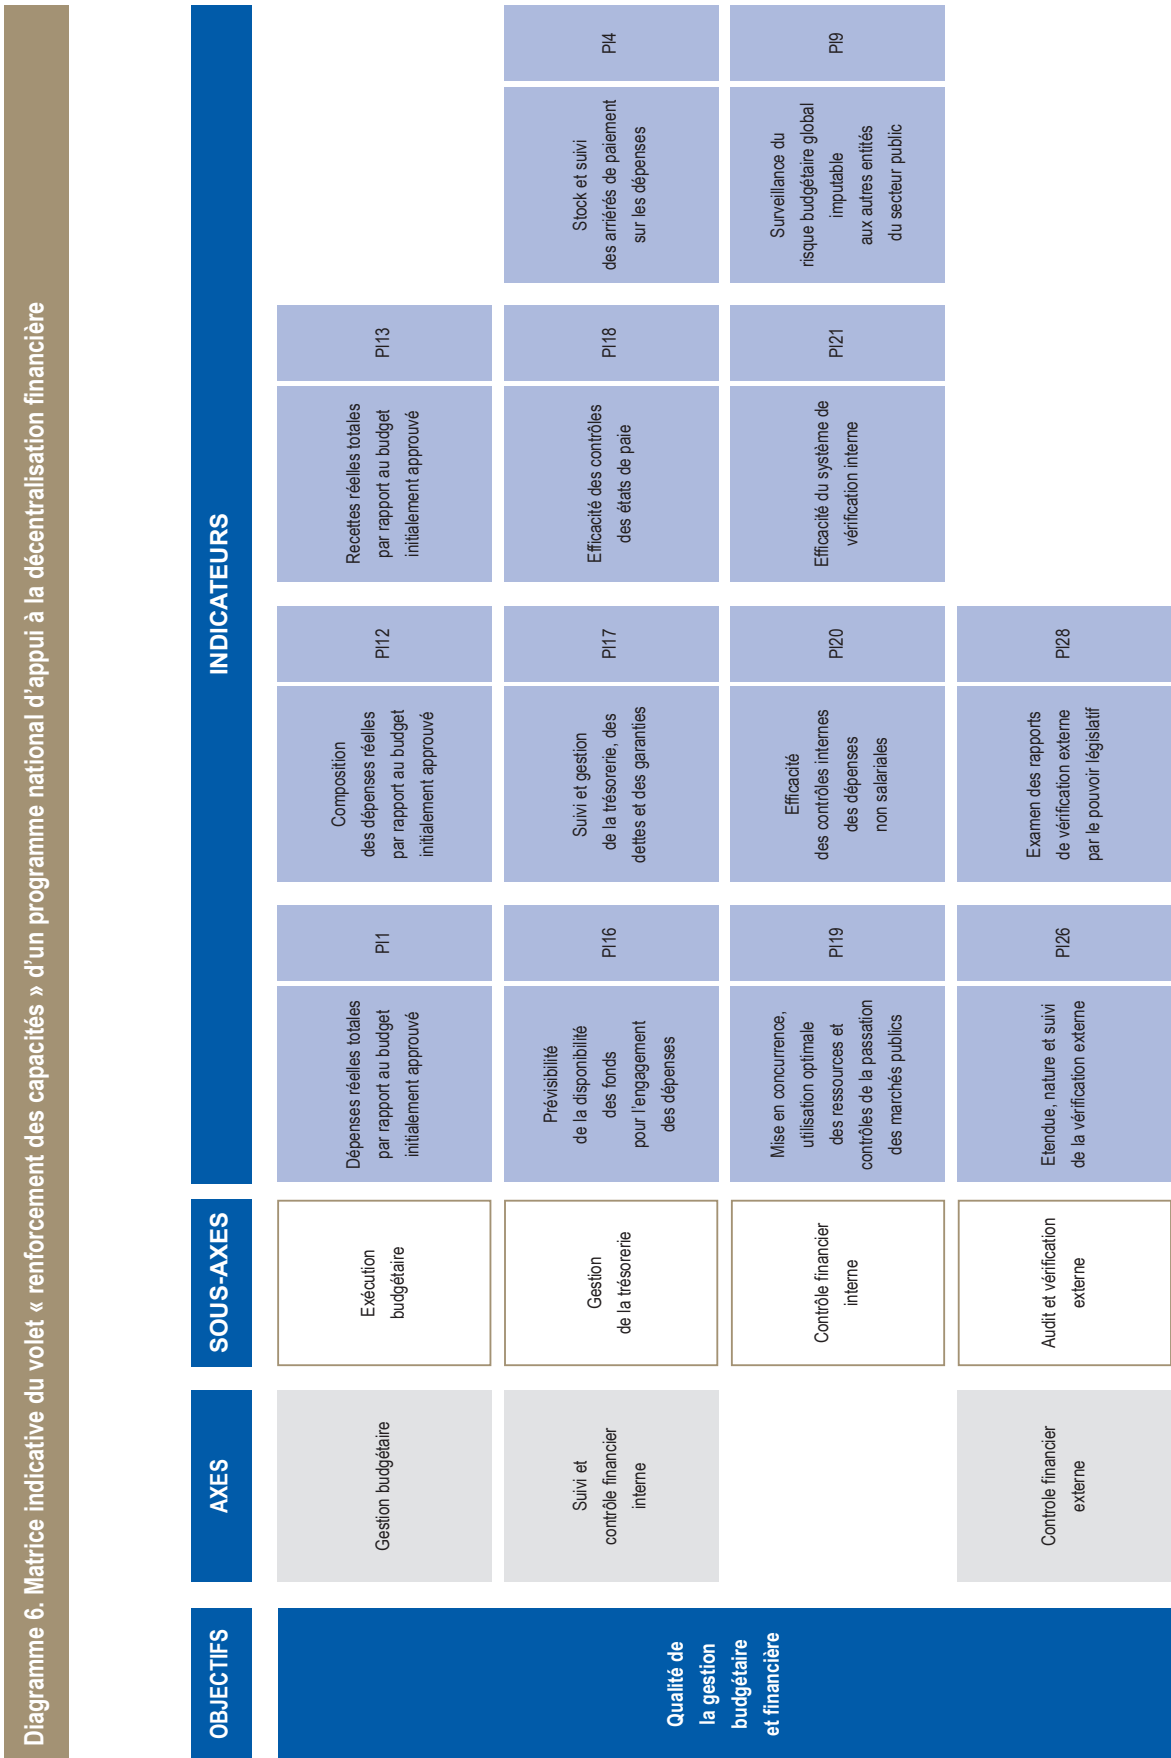 Diagramme 6. Matrice indicative du volet « renforcement des capacités » d'un programme national d'appui à la décentralisation financière
OBJECTIFS
AXES
SOUS-AXES
INDICATEURS
Qualité de
la gestion
budgétaire
et financière
Gestion budgétaire
Exécution
budgétaire
Dépenses réelles totales
par rapport au budget
initialement approuvé
PI1
Composition
des dépenses réelles
par rapport au budget
initialement approuvé
PI12
Recettes réelles totales
par rapport au budget
initialement approuvé
PI13
Suivi et
contrôle financier
interne
Gestion
de la trésorerie
Prévisibilité
de la disponibilité
des fonds
pour l'engagement
des dépenses
PI16
Suivi et gestion
de la trésorerie, des
dettes et des garanties
PI17
Efficacité des contrôles
des états de paie
PI18
Stock et suivi
des arriérés de paiement
sur les dépenses
PI4
Contrôle financier
interne
Mise en concurrence,
utilisation optimale
des ressources et
contrôles de la passation
des marchés publics
PI19
Efficacité
des contrôles internes
des dépenses
non salariales
PI20
Efficacité du système de
vérification interne
PI21
Surveillance du
risque budgétaire global
imputable
aux autres entités
du secteur public
PI9
Controle financier
externe
Audit et vérification
externe
Etendue, nature et suivi
de la vérification externe
PI26
Examen des rapports
de vérification externe
par le pouvoir législatif
PI28